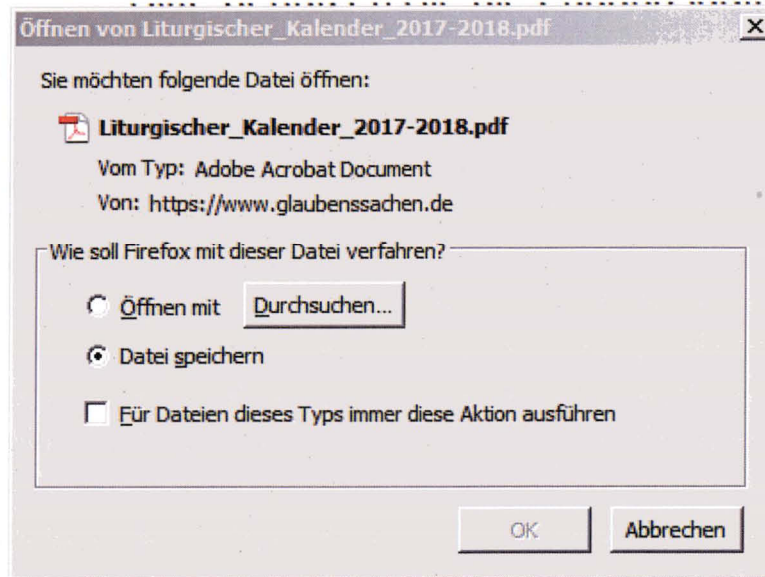 Öffnen von Liturgischer_Kalender_2017-2018.pdf
Sie möchten folgende Datei öffnen:
Liturgischer_Kalender_2017-2018.pdf
Vom Typ: Adobe Acrobat Document
Von: https://www.glaubenssachen.de
Wie soll Firefox mit dieser Datei verfahren?
Öffnen mit Durchsuchen...
Datei speichern
Für Dateien dieses Typs immer diese Aktion ausführen
OK Abbrechen